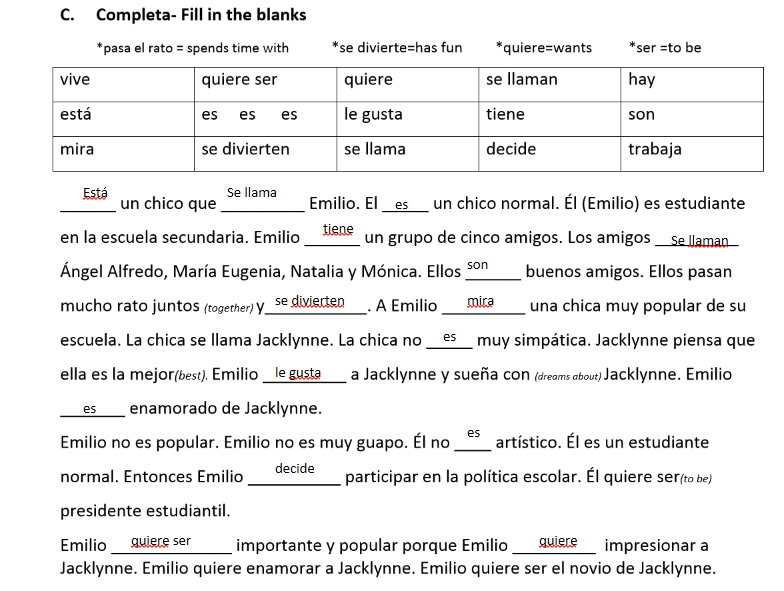 C. Completa- Fill in the blanks
*pasa el rato = spends time with *se divierte=has fun *quiere=wants *ser =to be
vive quiere ser quiere se llaman hay
está es es es le gusta tiene son
mira se divierten se llama decide trabaja
Está un chico que Se llama Emilio. El es un chico normal. Él (Emilio) es estudiante
en la escuela secundaria. Emilio tiene un grupo de cinco amigos. Los amigos Se llaman
Ángel Alfredo, María Eugenia, Natalia y Mónica. Ellos son buenos amigos. Ellos pasan
mucho rato juntos (together) y se divierten. A Emilio mira una chica muy popular de su
escuela. La chica se llama Jacklynne. La chica no es muy simpática. Jacklynne piensa que
ella es la mejor(best). Emilio le gusta a Jacklynne y sueña con (dreams about) Jacklynne. Emilio
es enamorado de Jacklynne.
Emilio no es popular. Emilio no es muy guapo. Él no es artístico. Él es un estudiante
normal. Entonces Emilio decide participar en la política escolar. Él quiere ser(to be)
presidente estudiantil.
Emilio quiere ser importante y popular porque Emilio quiere impresionar a
Jacklynne. Emilio quiere enamorar a Jacklynne. Emilio quiere ser el novio de Jacklynne.